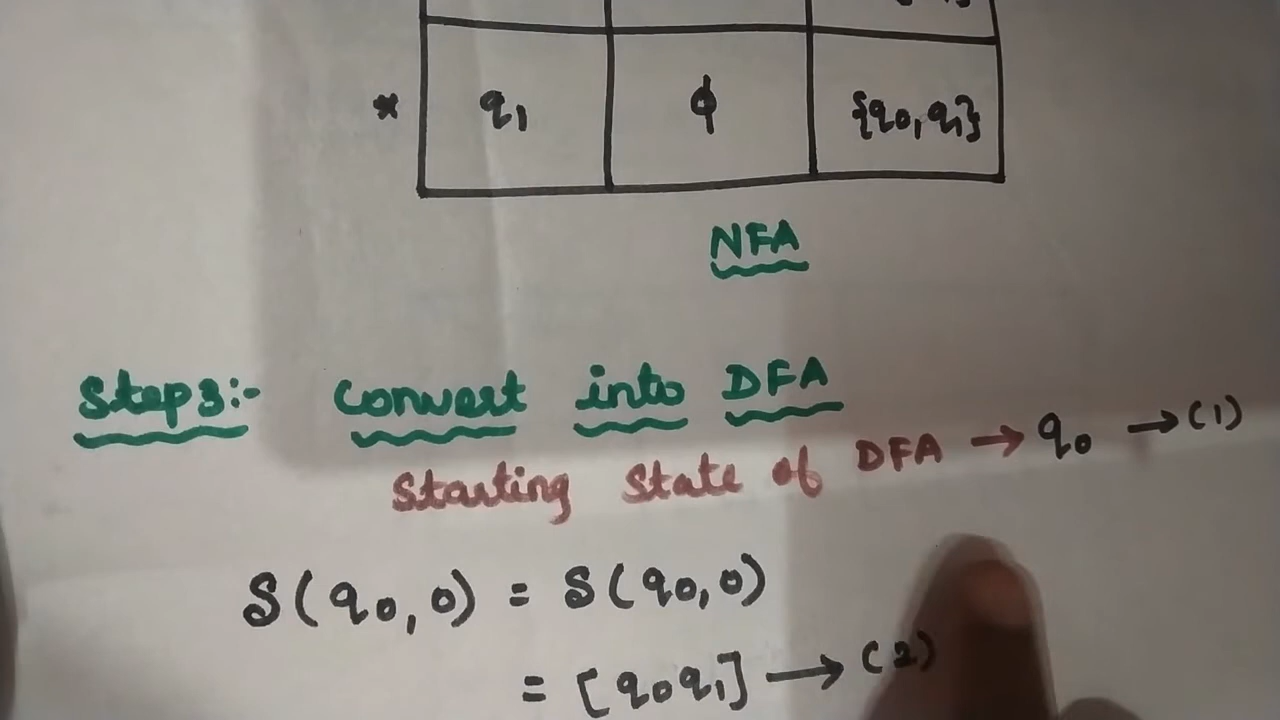 * q1 ϕ {q0, q1}
NFA
Step3:- Convert into DFA
Starting State of DFA → q0 → (1)
δ(q0,0) = δ(q0,0)
= [q0q1] → (2)